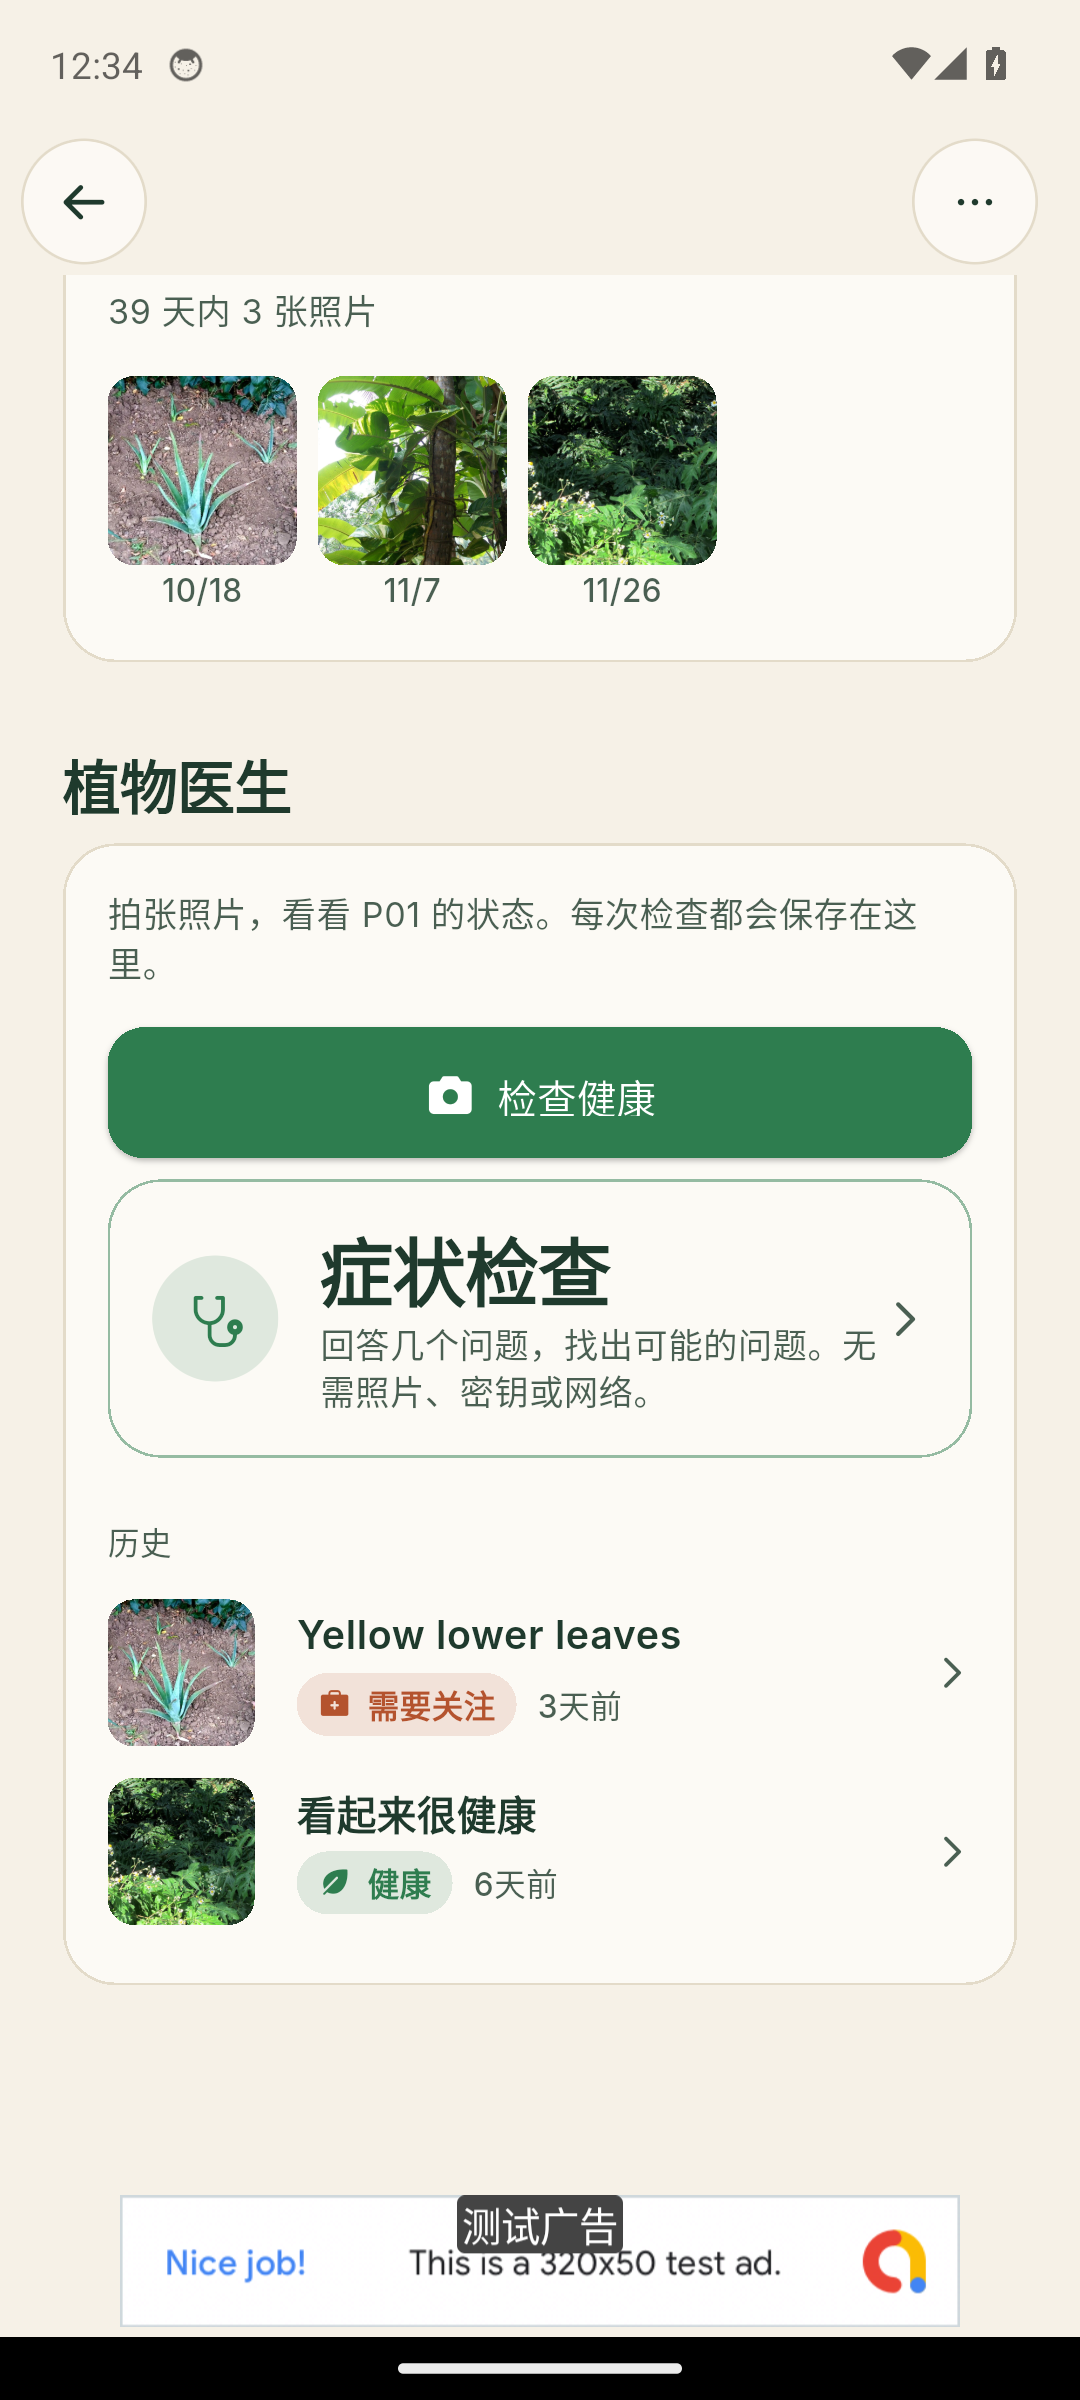 12:34
39 天内 3 张照片
10/18
11/7
11/26
植物医生
拍张照片，看看 P01 的状态。每次检查都会保存在这
里。
检查健康
症状检查
回答几个问题，找出可能的问题。无
需照片、密钥或网络。
历史
Yellow lower leaves
需要关注
3天前
看起来很健康
健康
6天前
测试广告
Nice job!
This is a 320x50 test ad.